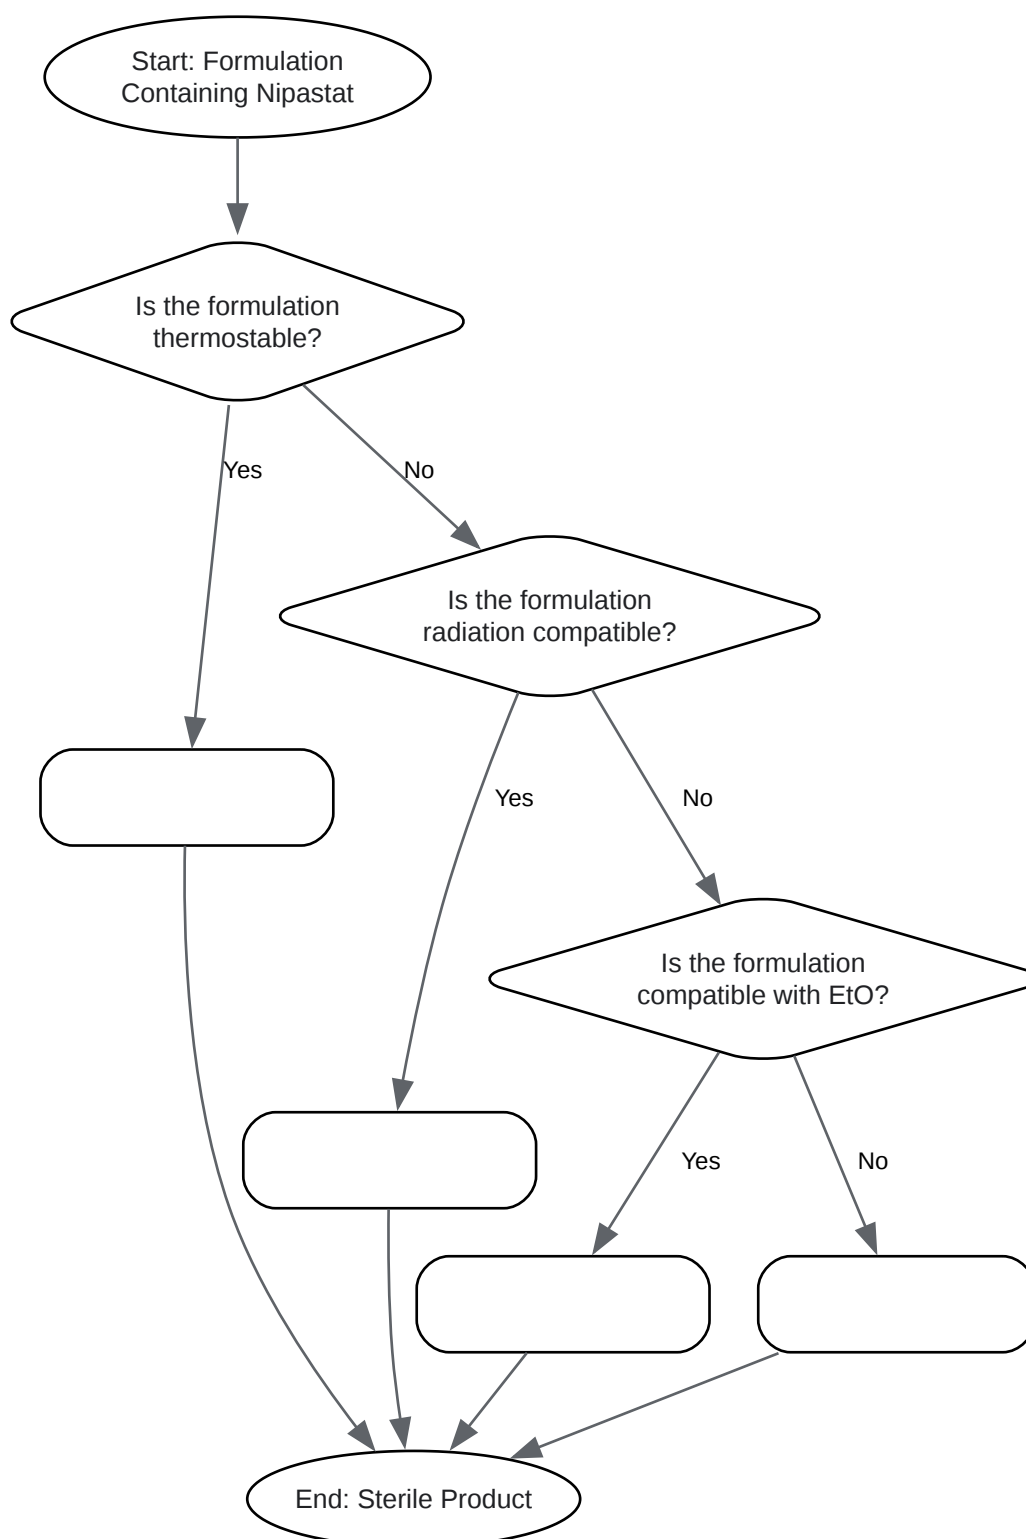 Start: Formulation
Containing Nipastat
Is the formulation
thermostable?
Yes
No
Is the formulation
radiation compatible?
Yes
No
Is the formulation
compatible with EtO?
Yes
No
End: Sterile Product